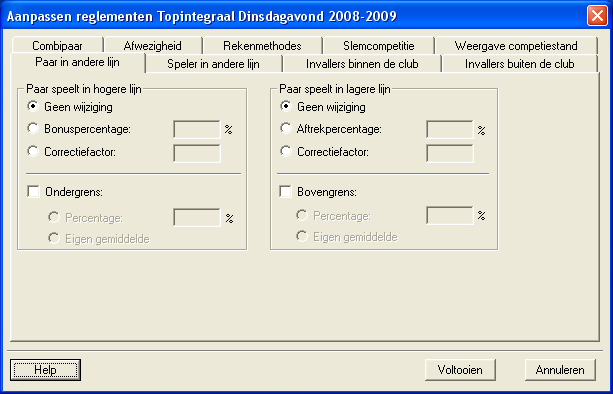 Aanpassen reglementen Topintegraal Dinsdagavond 2008-2009
Combipaar Afwezigheid Rekenmethodes Slemcompetitie Weergave competiestand
Paar in andere lijn Speler in andere lijn Invallers binnen de club Invallers buiten de club
Paar speelt in hogere lijn
Geen wijziging
Bonuspercentage: %
Correctiefactor:
Ondergrens:
Percentage: %
Eigen gemiddelde
Paar speelt in lagere lijn
Geen wijziging
Aftrekpercentage: %
Correctiefactor:
Bovengrens:
Percentage: %
Eigen gemiddelde
Help Voltooien Annuleren